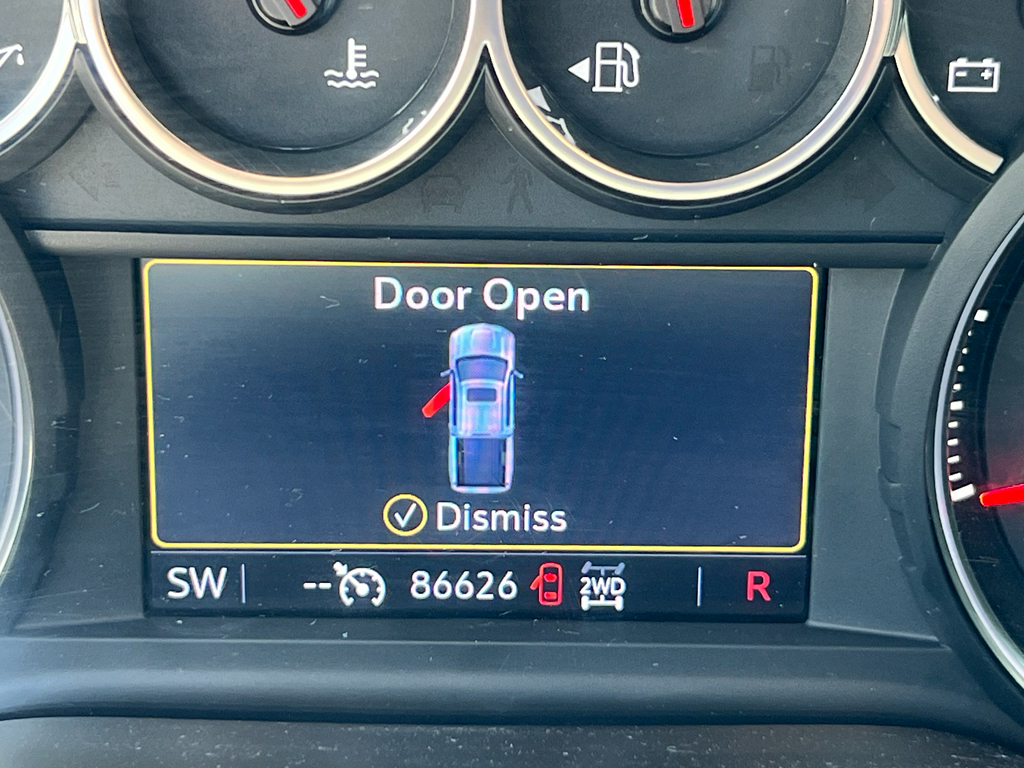 Door Open
Dismiss
SW -- 86626 2WD R